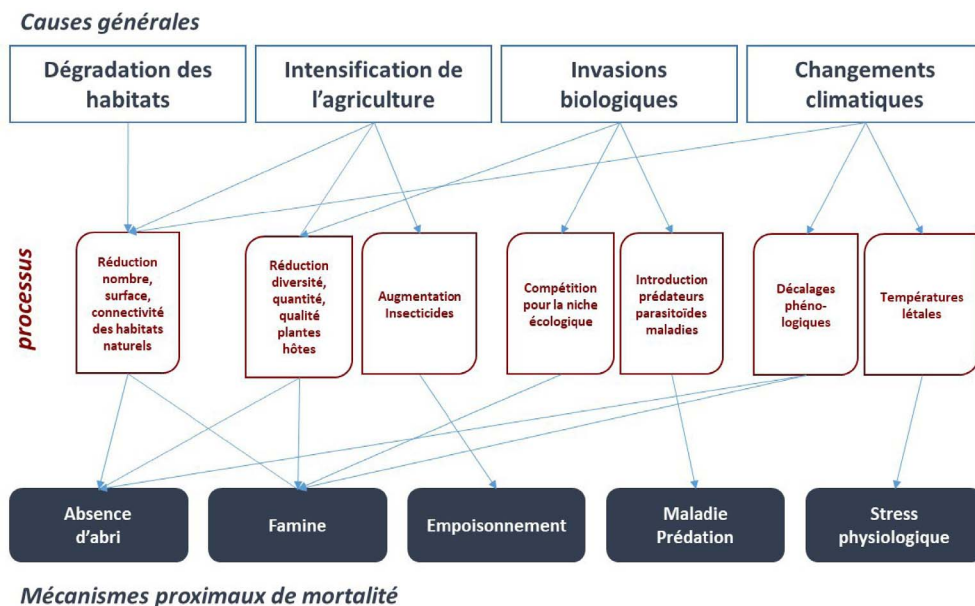 Causes générales
Dégradation des
habitats
Intensification de
l'agriculture
Invasions
biologiques
Changements
climatiques
processus
Réduction
nombre,
surface,
connectivité
des habitats
naturels
Réduction
diversité,
quantité,
qualité
plantes
hôtes
Augmentation
Insecticides
Compétition
pour la niche
écologique
Introduction
prédateurs
parasitoïdes
maladies
Décalages
phéno-
logiques
Températures
létales
Absence
d'abri
Famine
Empoisonnement
Maladie
Prédation
Stress
physiologique
Mécanismes proximaux de mortalité